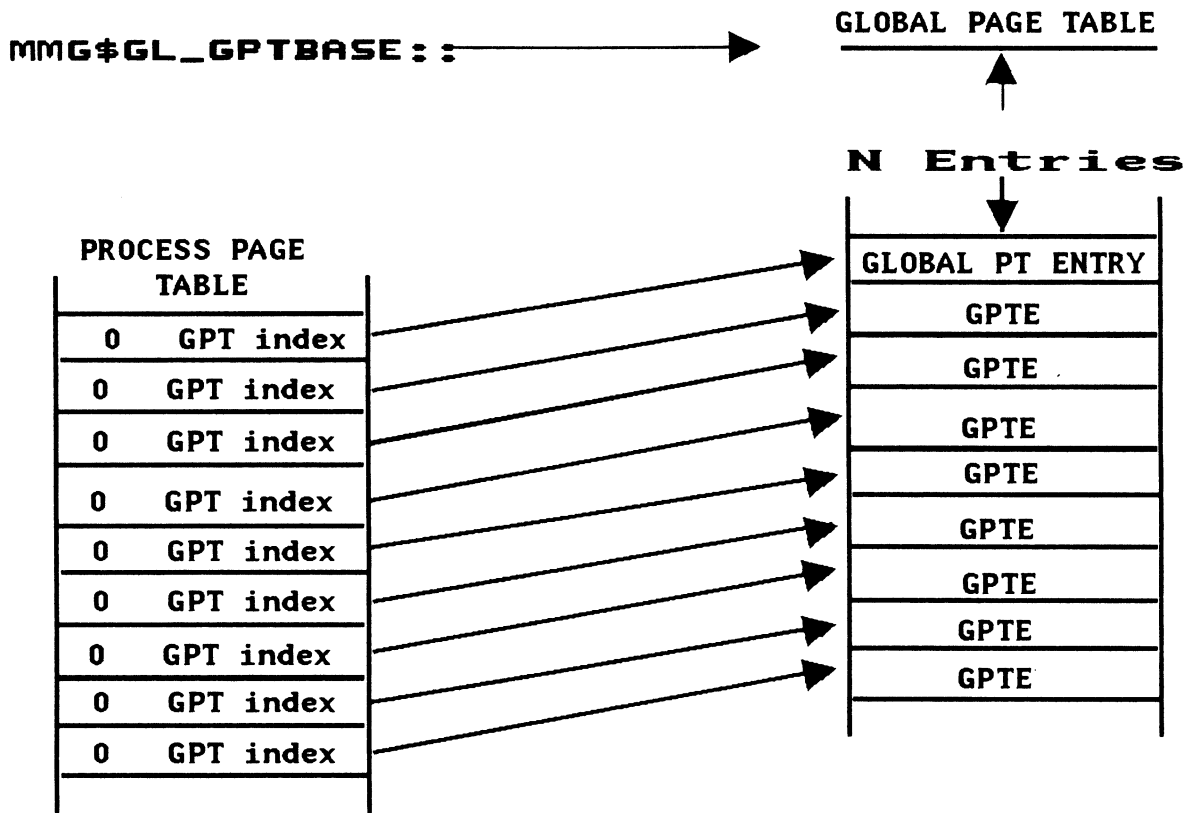 MMG$GL_GPTBASE::
GLOBAL PAGE TABLE
N Entries
PROCESS PAGE
TABLE
0 GPT index
0 GPT index
0 GPT index
0 GPT index
0 GPT index
0 GPT index
0 GPT index
0 GPT index
0 GPT index
GLOBAL PT ENTRY
GPTE
GPTE
GPTE
GPTE
GPTE
GPTE
GPTE
GPTE